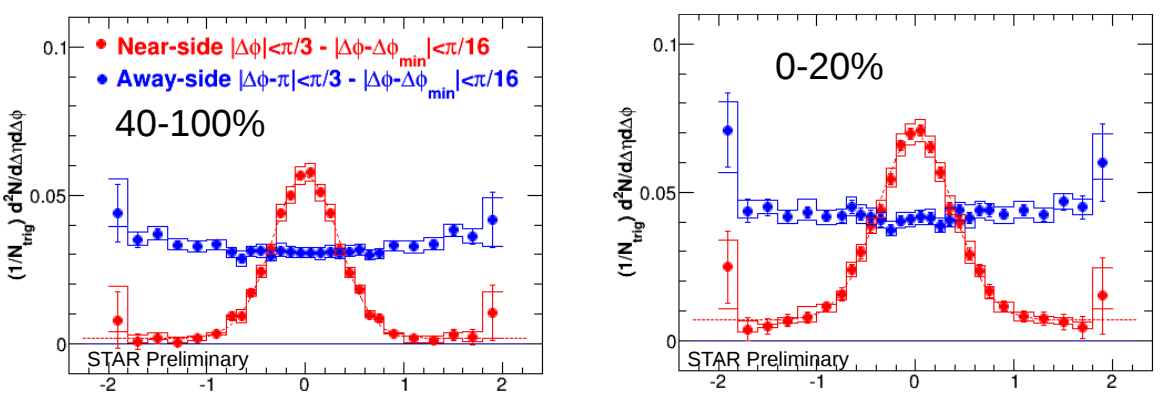 0.1
Near-side |Δϕ|<π/3 - |Δϕ-Δϕmin|<π/16
Away-side |Δϕ-π|<π/3 - |Δϕ-Δϕmin|<π/16
40-100%
0.05
0
(1/Ntrig) d²N/dΔηdΔϕ
STAR Preliminary
-2 -1 0 1 2
0.1
0-20%
0.05
0
(1/Ntrig) d²N/dΔηdΔϕ
STAR Preliminary
-2 -1 0 1 2